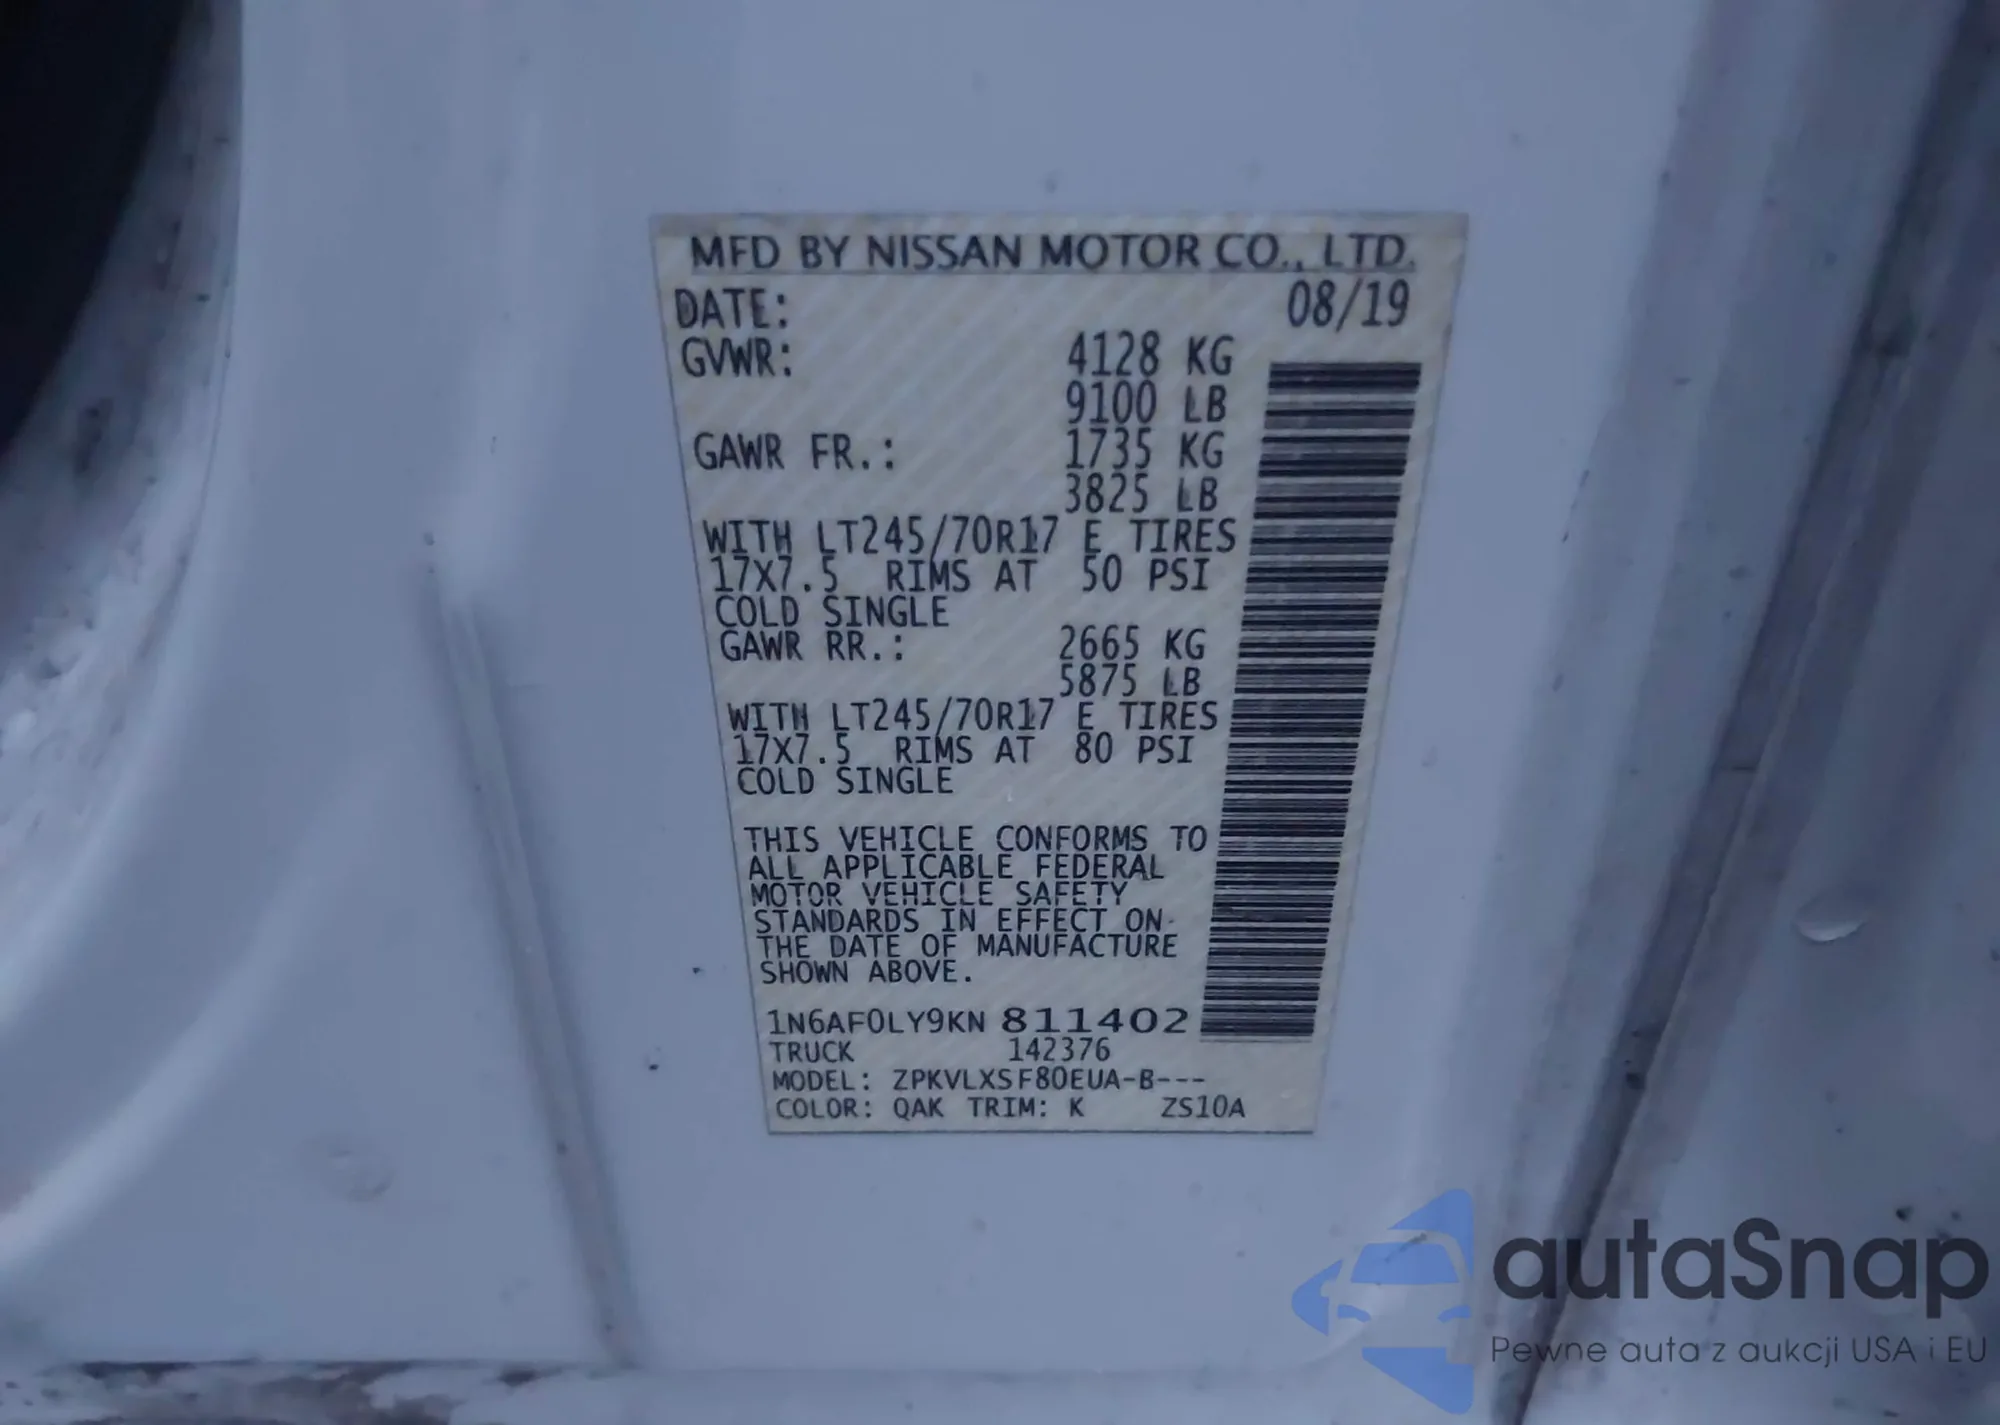 MFD BY NISSAN MOTOR CO., LTD.
DATE: 08/19
GVWR: 4128 KG
9100 LB
GAWR FR.: 1735 KG
3825 LB
WITH LT245/70R17 E TIRES
17X7.5 RIMS AT 50 PSI
COLD SINGLE
GAWR RR.: 2665 KG
5875 LB
WITH LT245/70R17 E TIRES
17X7.5 RIMS AT 80 PSI
COLD SINGLE
THIS VEHICLE CONFORMS TO
ALL APPLICABLE FEDERAL
MOTOR VEHICLE SAFETY
STANDARDS IN EFFECT ON
THE DATE OF MANUFACTURE
SHOWN ABOVE.
1N6AF0LY9KN 811402
TRUCK 142376
MODEL: ZPKVLXSF80EUA-B---
COLOR: QAK TRIM: K ZS10A
autaSnap
Pewne auta z aukcji USA i EU